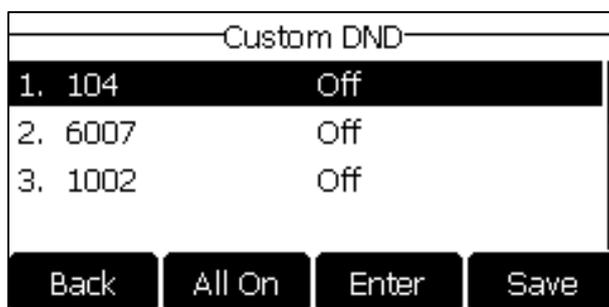 Custom DND
1. 104 Off
2. 6007 Off
3. 1002 Off
Back All On Enter Save